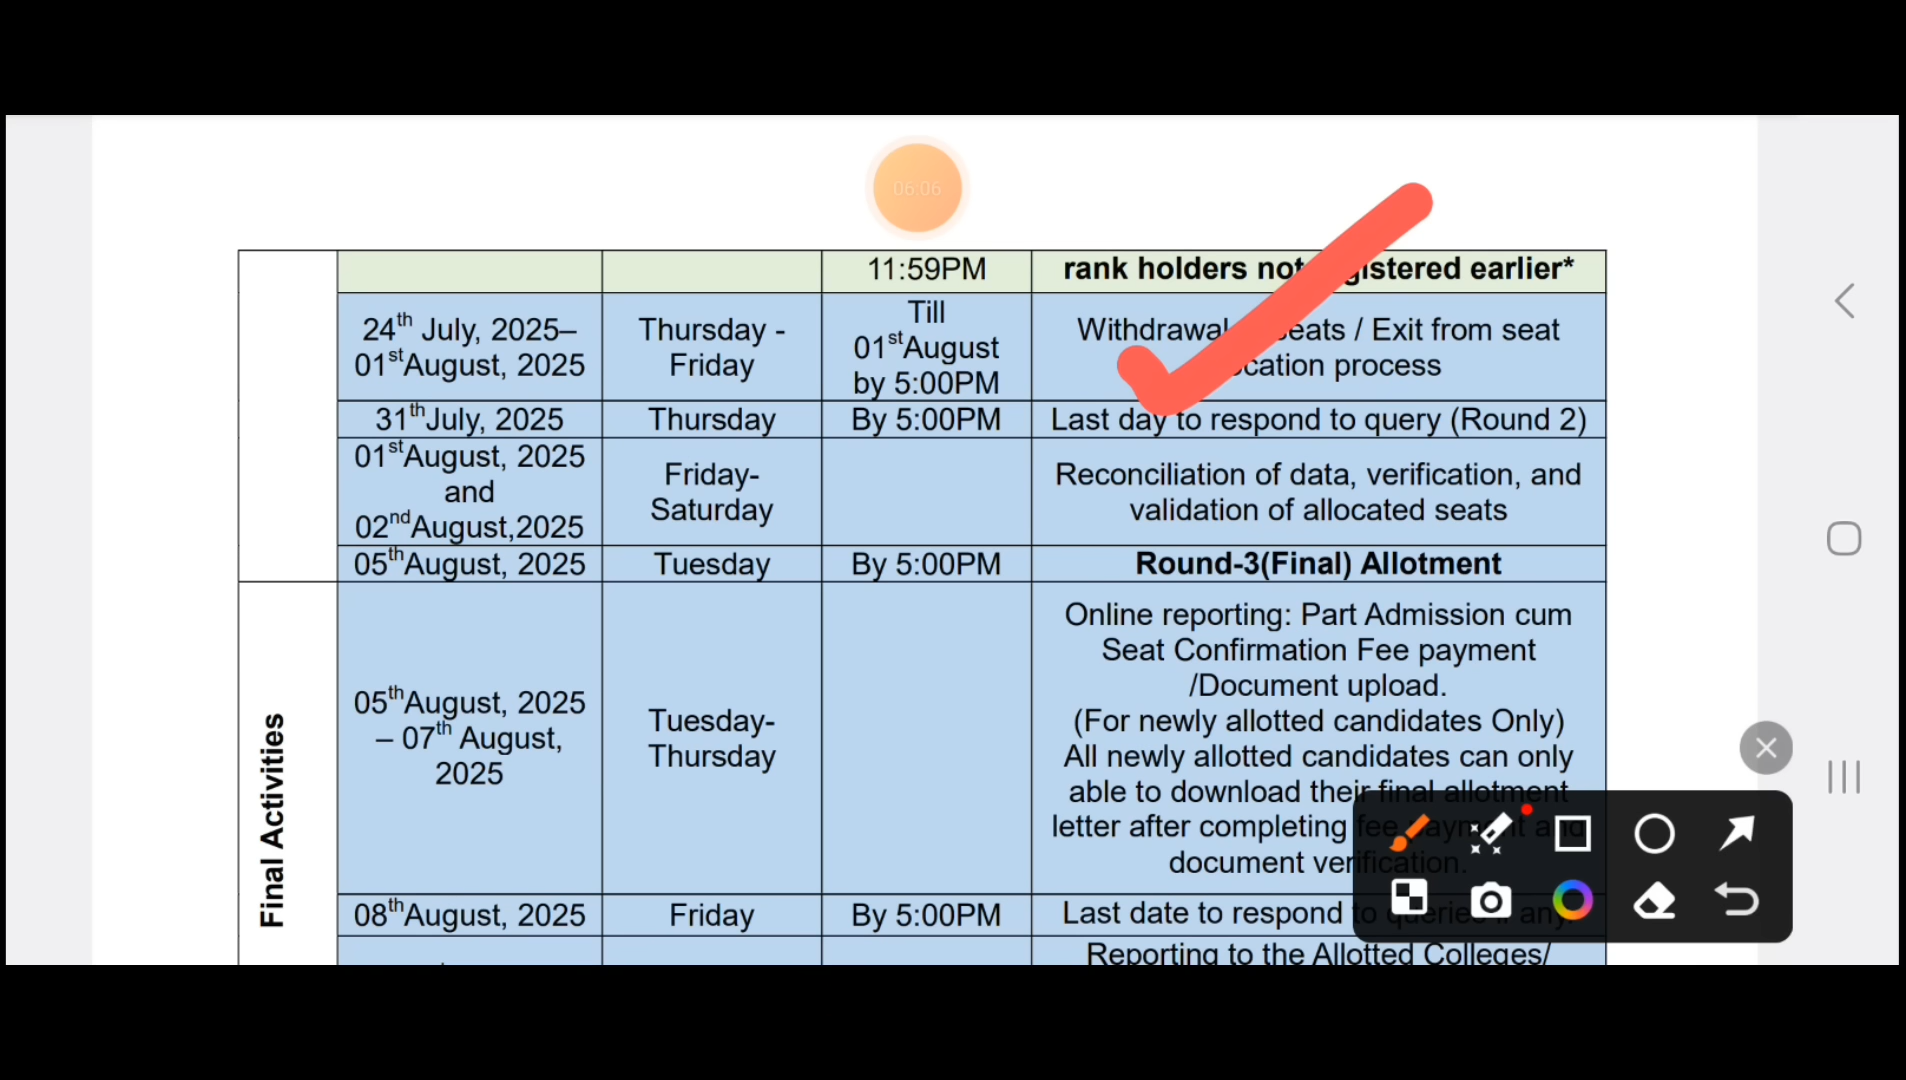 06:06
11:59PM
rank holders not registered earlier*
24th July, 2025–
01stAugust, 2025
Thursday -
Friday
Till
01stAugust
by 5:00PM
Withdrawal seats / Exit from seat
process
31thJuly, 2025
Thursday
By 5:00PM
Last day to respond to query (Round 2)
01stAugust, 2025
and
02ndAugust,2025
Friday-
Saturday
Reconciliation of data, verification, and
validation of allocated seats
05thAugust, 2025
Tuesday
By 5:00PM
Round-3(Final) Allotment
Final Activities
05thAugust, 2025
– 07th August,
2025
Tuesday-
Thursday
Online reporting: Part Admission cum
Seat Confirmation Fee payment
/Document upload.
(For newly allotted candidates Only)
All newly allotted candidates can only
able to download their final allotment
letter after completing fee payment and
document verification.
08thAugust, 2025
Friday
By 5:00PM
Last date to respond to queries if any.
Reporting to the Allotted Colleges/